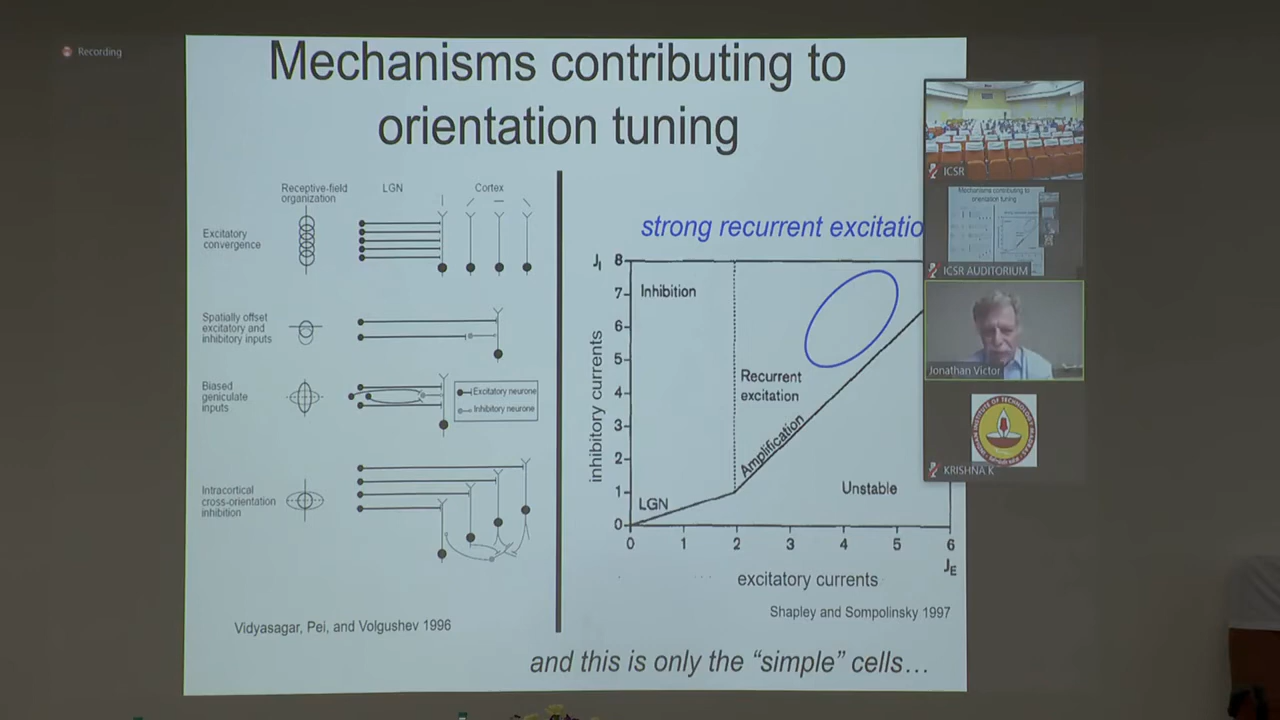 Recording
Mechanisms contributing to
orientation tuning
Receptive-field
organization
LGN
Cortex
Excitatory
convergence
Spatially offset
excitatory and
inhibitory inputs
Biased
geniculate
inputs
Excitatory neurone
Inhibitory neurone
Intracortical
cross-orientation
inhibition
Vidyasagar, Pei, and Volgushev 1996
strong recurrent excitatio
JI
8
7
6
5
4
3
2
1
0
inhibitory currents
Inhibition
Recurrent
excitation
Amplification
LGN
Unstable
0 1 2 3 4 5 6
JE
excitatory currents
Shapley and Sompolinsky 1997
and this is only the “simple” cells…
ICSR
Mechanisms contributing to
orientation tuning
ICSR AUDITORIUM
Jonathan Victor
KRISHNA K